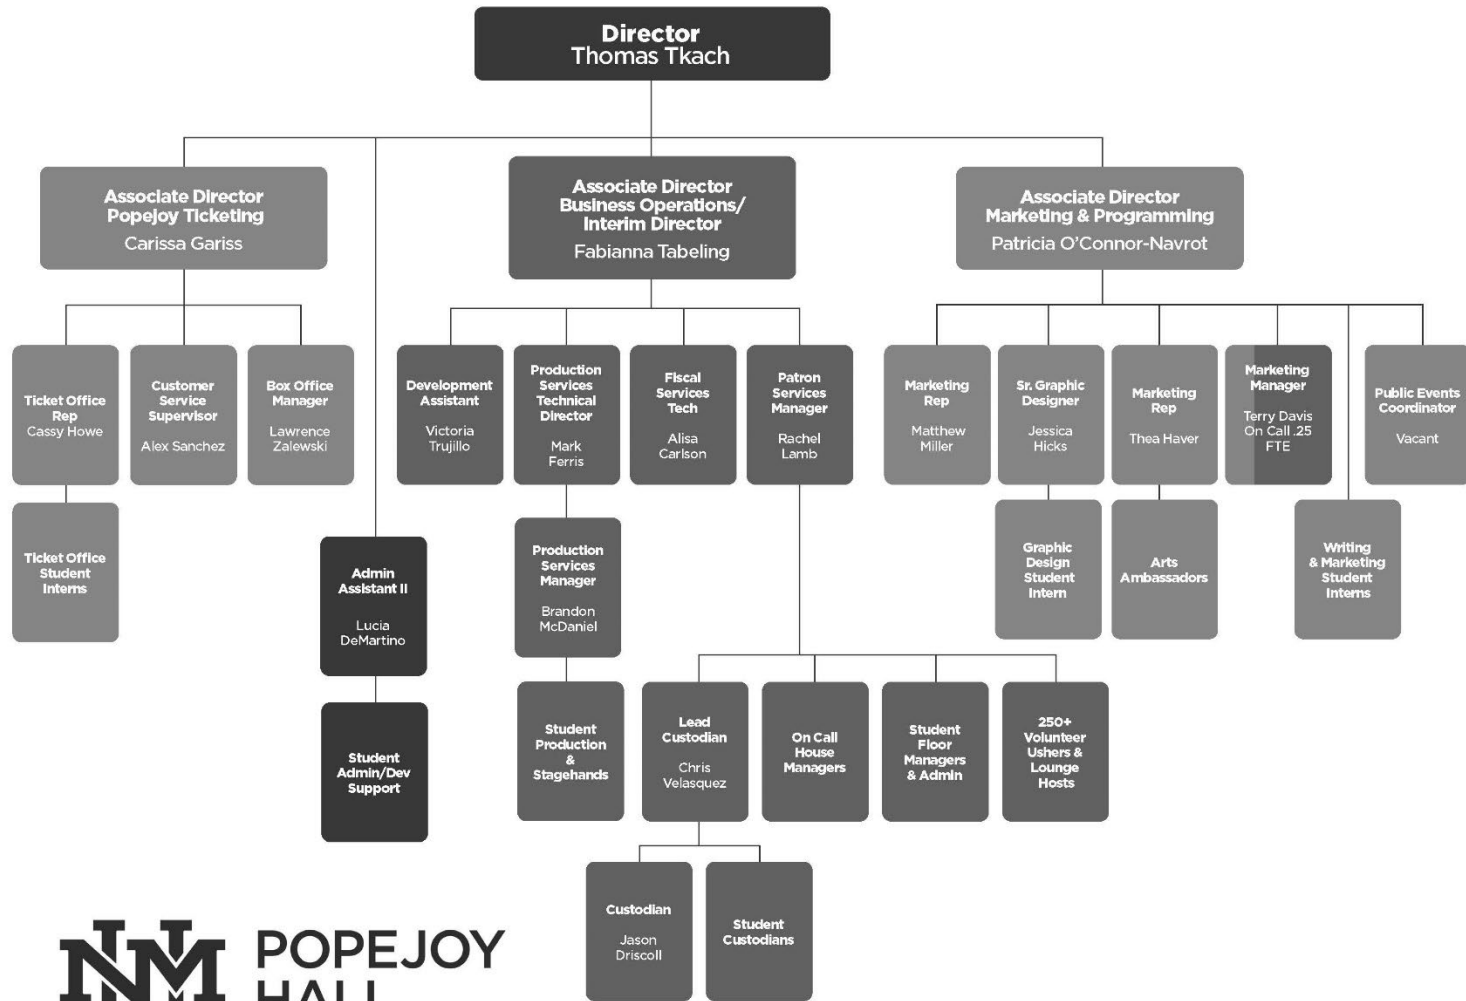 Director
Thomas Tkach
Associate Director
Popejoy Ticketing
Carissa Gariss
Associate Director
Business Operations/
Interim Director
Fabianna Tabeling
Associate Director
Marketing & Programming
Patricia O'Connor-Navrot
Ticket Office
Rep
Cassy Howe
Customer
Service
Supervisor
Alex Sanchez
Box Office
Manager
Lawrence
Zalewski
Development
Assistant
Victoria
Trujillo
Production
Services
Technical
Director
Mark
Ferris
Fiscal
Services
Tech
Alisa
Carlson
Patron
Services
Manager
Rachel
Lamb
Marketing
Rep
Matthew
Miller
Sr. Graphic
Designer
Jessica
Hicks
Marketing
Rep
Thea Haver
Marketing
Manager
Terry Davis
On Call .25
FTE
Public Events
Coordinator
Vacant
Ticket Office
Student
Interns
Admin
Assistant II
Lucia
DeMartino
Production
Services
Manager
Brandon
McDaniel
Graphic
Design
Student
Intern
Arts
Ambassadors
Writing
& Marketing
Student
Interns
Student
Admin/Dev
Support
Student
Production
&
Stagehands
Lead
Custodian
Chris
Velasquez
On Call
House
Managers
Student
Floor
Managers
& Admin
250+
Volunteer
Ushers &
Lounge
Hosts
Custodian
Jason
Driscoll
Student
Custodians
NM
POPEJOY
HALL